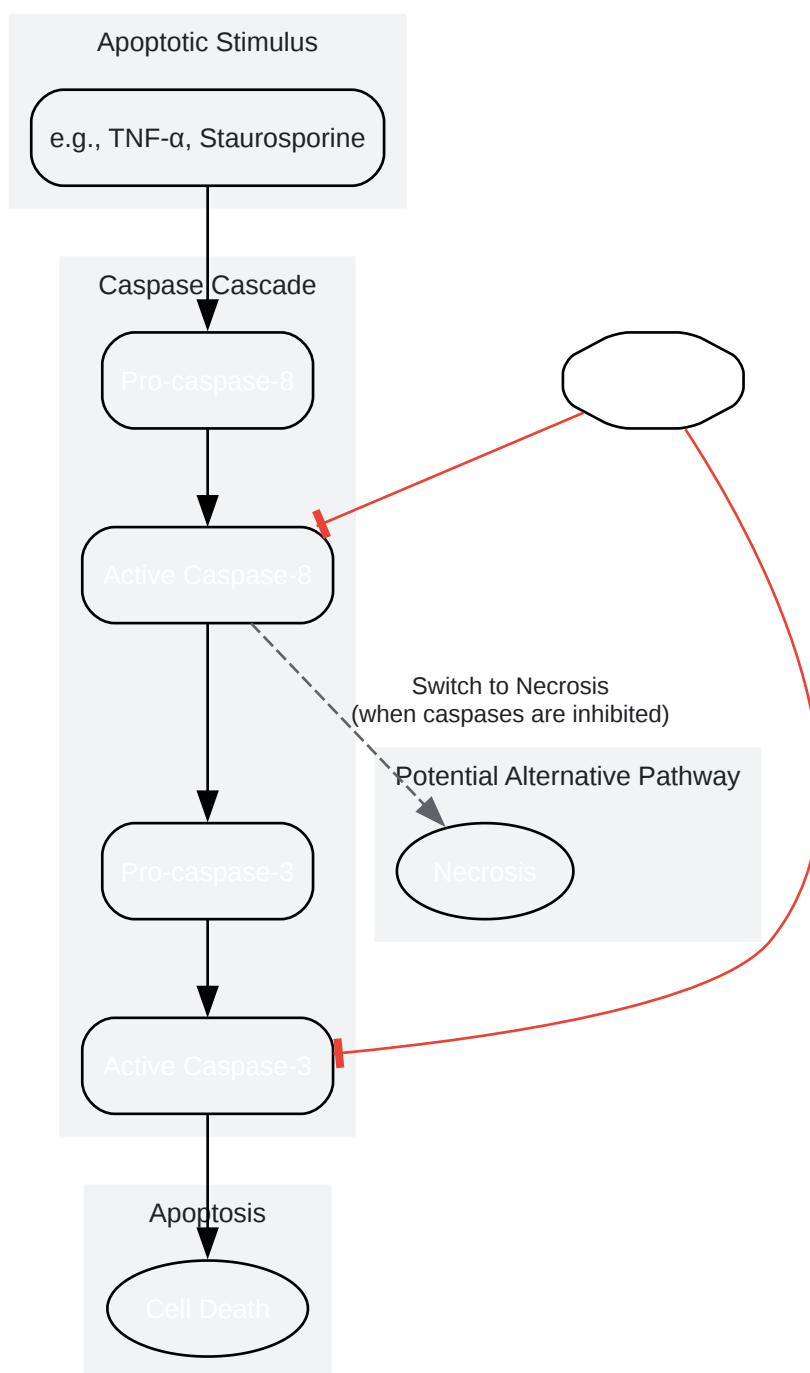 Apoptotic Stimulus
e.g., TNF-α, Staurosporine
Caspase Cascade
Pro-caspase-8
Active Caspase-8
Switch to Necrosis
(when caspases are inhibited)
Potential Alternative Pathway
Pro-caspase-3
Necrosis
Active Caspase-3
Apoptosis
Cell Death